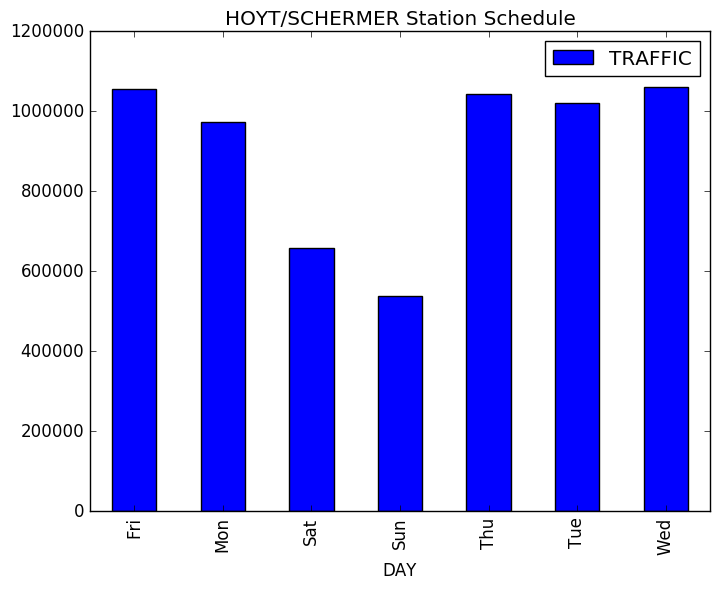 HOYT/SCHERMER Station Schedule
TRAFFIC
1200000
1000000
800000
600000
400000
200000
0
Fri
Mon
Sat
Sun
Thu
Tue
Wed
DAY